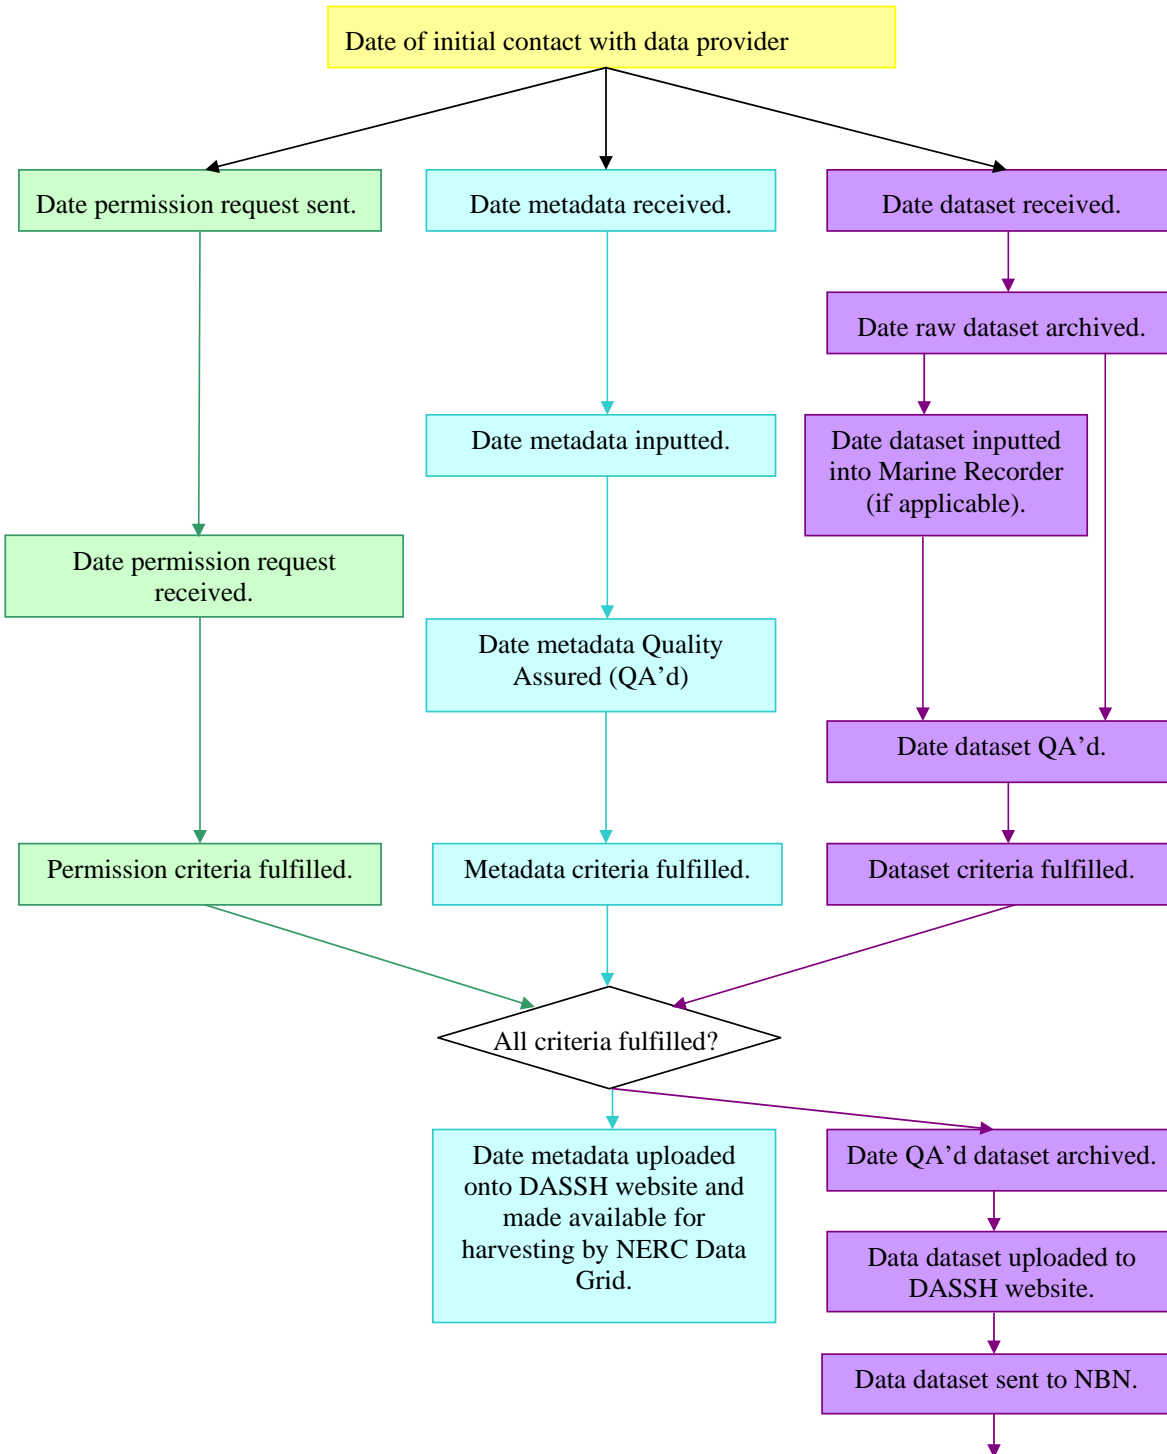 Date of initial contact with data provider
Date permission request sent.
Date metadata received.
Date dataset received.
Date raw dataset archived.
Date metadata inputted.
Date dataset inputted
into Marine Recorder
(if applicable).
Date permission request
received.
Date metadata Quality
Assured (QA’d)
Date dataset QA’d.
Permission criteria fulfilled.
Metadata criteria fulfilled.
Dataset criteria fulfilled.
All criteria fulfilled?
Date metadata uploaded
onto DASSH website and
made available for
harvesting by NERC Data
Grid.
Date QA’d dataset archived.
Data dataset uploaded to
DASSH website.
Data dataset sent to NBN.